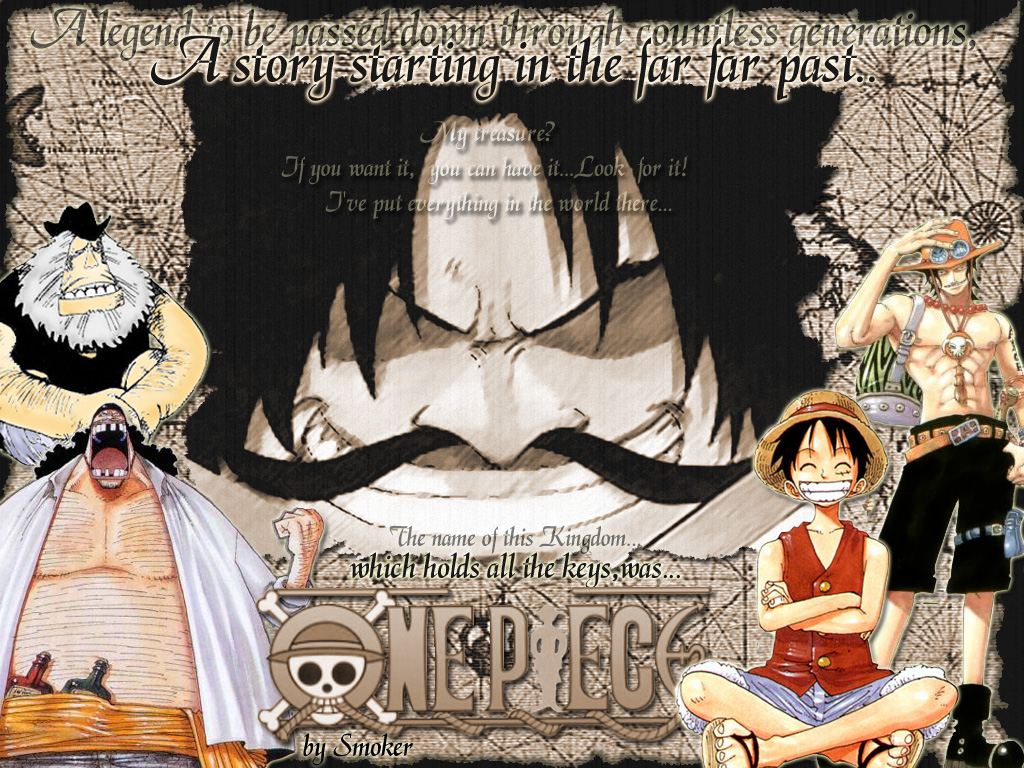 A legend to be passed down through countless generations,
A story starting in the far far past..
My treasure?
If you want it, you can have it...Look for it!
I've put everything in the world there...
The name of this Kingdom...
which holds all the keys,was...
ONE PIECE
by Smoker